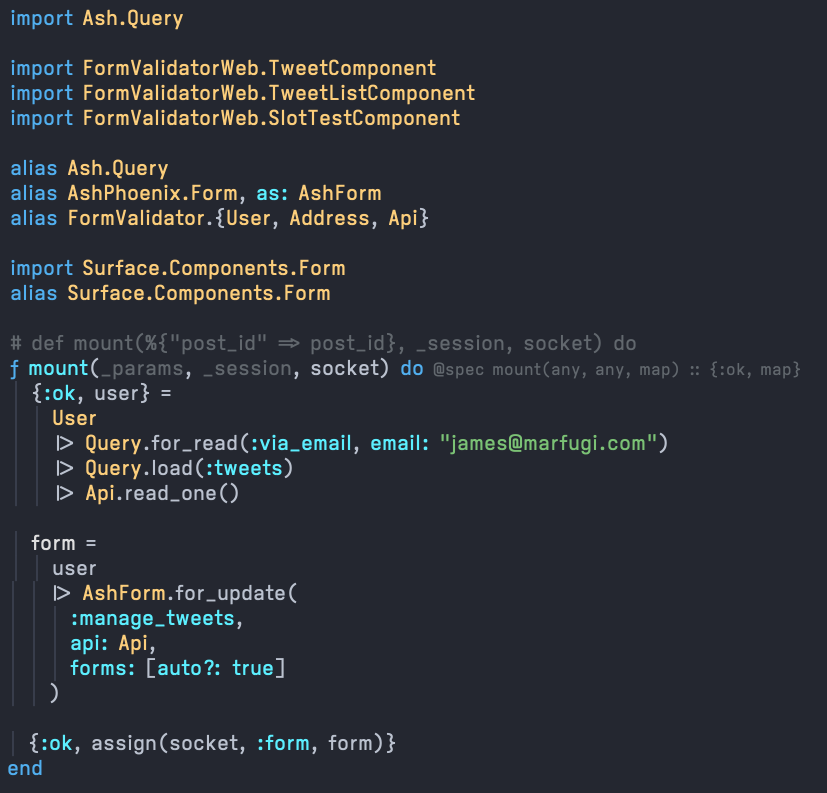 import Ash.Query

import FormValidatorWeb.TweetComponent
import FormValidatorWeb.TweetListComponent
import FormValidatorWeb.SlotTestComponent

alias Ash.Query
alias AshPhoenix.Form, as: AshForm
alias FormValidator.{User, Address, Api}

import Surface.Components.Form
alias Surface.Components.Form

# def mount(%{"post_id" => post_id}, _session, socket) do
ƒ mount(_params, _session, socket) do @spec mount(any, any, map) :: {:ok, map}
{:ok, user} =
User
|> Query.for_read(:via_email, email: "james@marfugi.com")
|> Query.load(:tweets)
|> Api.read_one()

form =
user
|> AshForm.for_update(
:manage_tweets,
api: Api,
forms: [auto?: true]
)

{:ok, assign(socket, :form, form)}
end